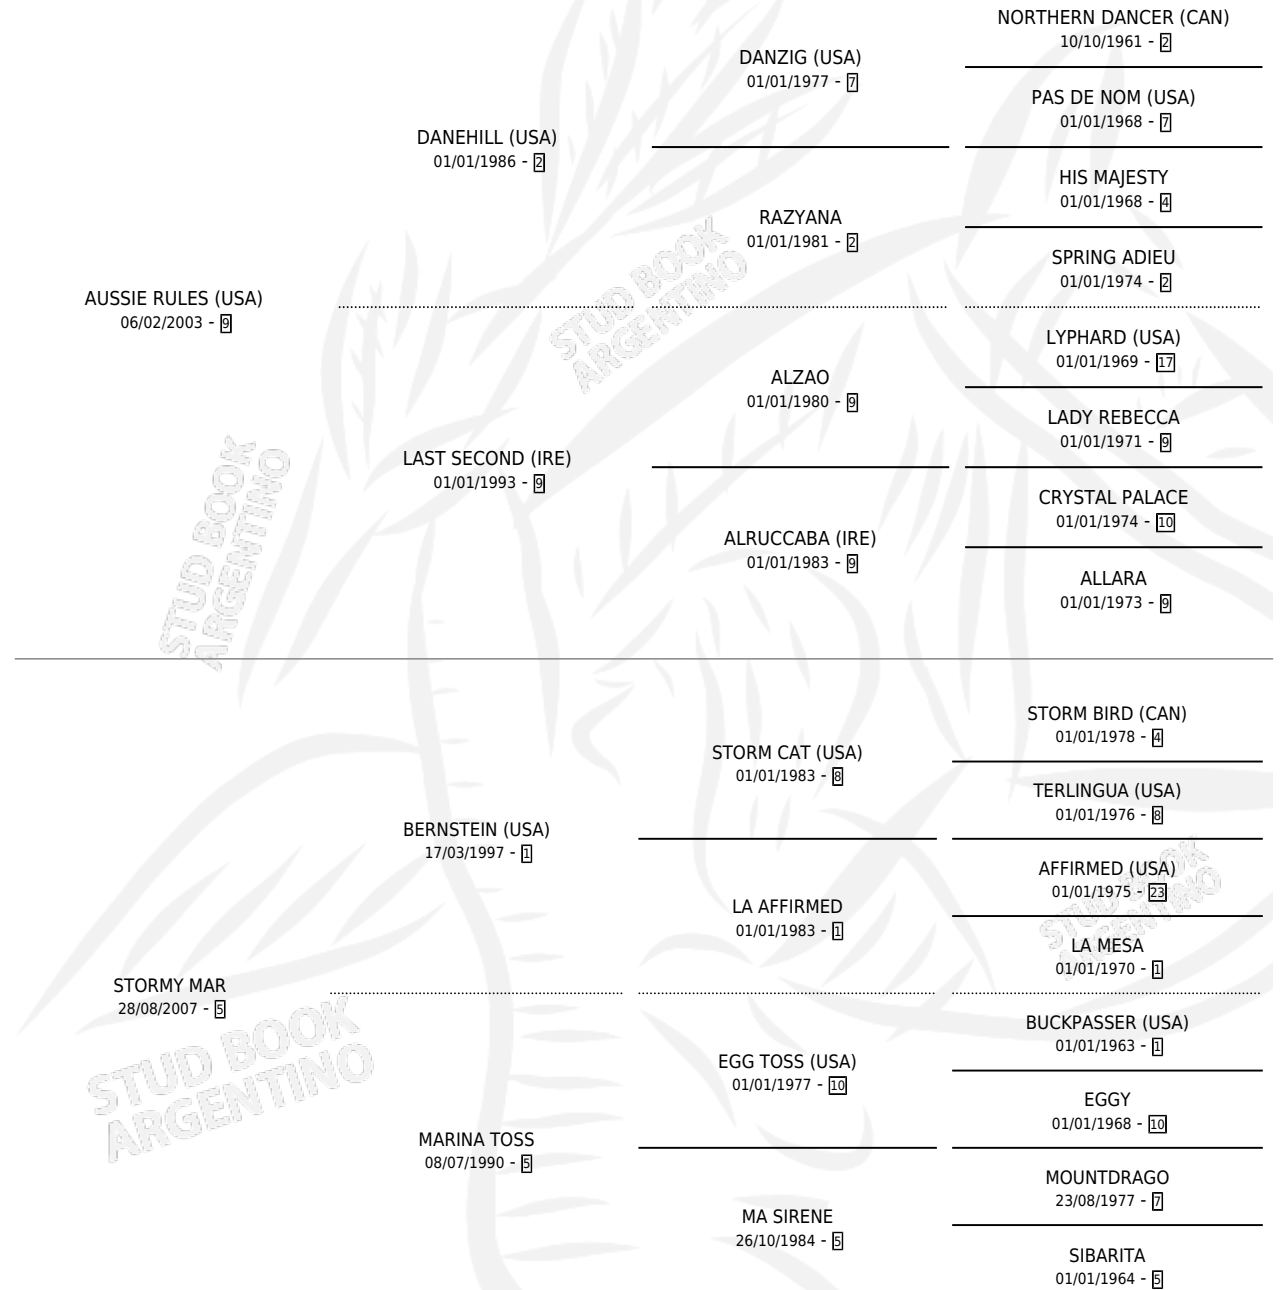 NORTHERN DANCER (CAN)
10/10/1961 - 2
DANZIG (USA)
01/01/1977 - 7
PAS DE NOM (USA)
01/01/1968 - 7
DANEHILL (USA)
01/01/1986 - 2
HIS MAJESTY
01/01/1968 - 4
RAZYANA
01/01/1981 - 2
SPRING ADIEU
01/01/1974 - 2
AUSSIE RULES (USA)
06/02/2003 - 9
STUD BOOK
ARGENTINO
LYPHARD (USA)
01/01/1969 - 17
ALZAO
01/01/1980 - 9
LADY REBECCA
01/01/1971 - 9
LAST SECOND (IRE)
01/01/1993 - 9
CRYSTAL PALACE
01/01/1974 - 10
ALRUCCABA (IRE)
01/01/1983 - 9
ALLARA
01/01/1973 - 9
STUD BOOK
ARGENTINO
STORM BIRD (CAN)
01/01/1978 - 4
STORM CAT (USA)
01/01/1983 - 8
TERLINGUA (USA)
01/01/1976 - 8
BERNSTEIN (USA)
17/03/1997 - 1
AFFIRMED (USA)
01/01/1975 - 23
STUD BOOK
ARGENTINO
LA AFFIRMED
01/01/1983 - 1
LA MESA
01/01/1970 - 1
STORMY MAR
28/08/2007 - 5
STUD BOOK
ARGENTINO
BUCKPASSER (USA)
01/01/1963 - 1
EGG TOSS (USA)
01/01/1977 - 10
EGGY
01/01/1968 - 10
MARINA TOSS
08/07/1990 - 5
MOUNTDRAGO
23/08/1977 - 7
MA SIRENE
26/10/1984 - 5
SIBARITA
01/01/1964 - 5